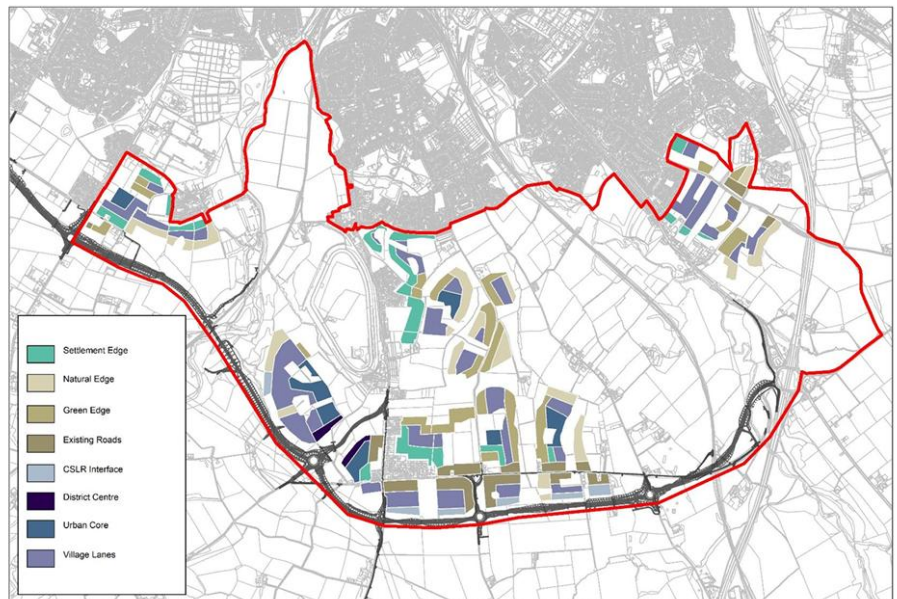 Settlement Edge
Natural Edge
Green Edge
Existing Roads
CSLR Interface
District Centre
Urban Core
Village Lanes